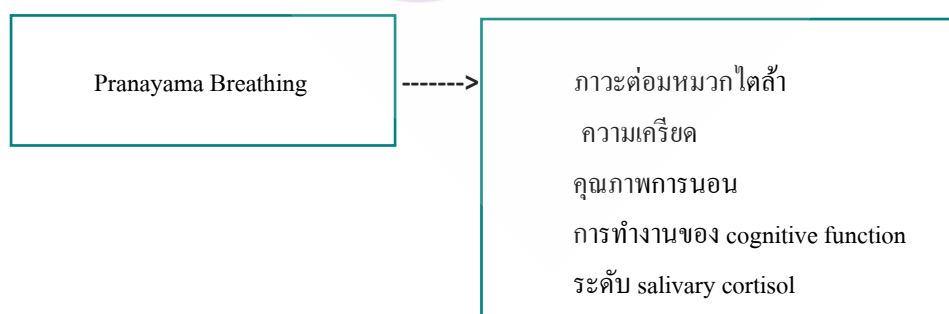 Pranayama Breathing
------->
ภาวะต่อมหมวกไตล้า
ความเครียด
คุณภาพการนอน
การทำงานของ cognitive function
ระดับ salivary cortisol